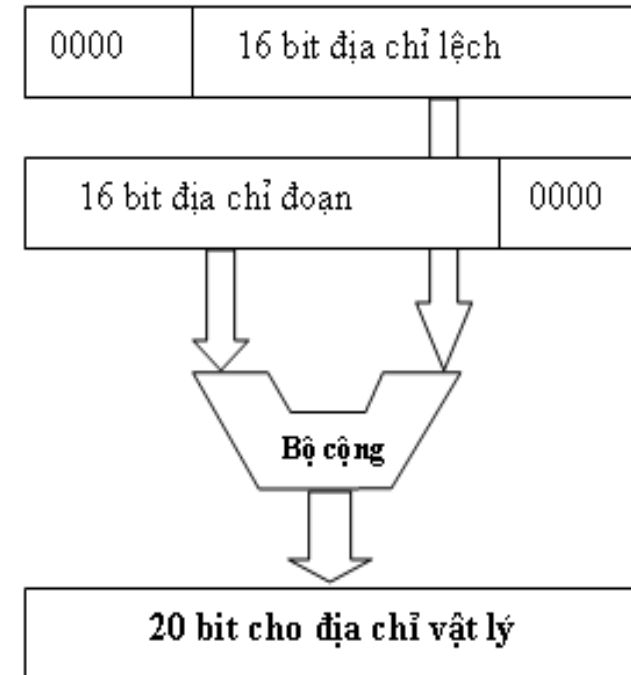 0000 16 bit địa chỉ lệch
16 bit địa chỉ đoạn 0000
Bộ cộng
20 bit cho địa chỉ vật lý